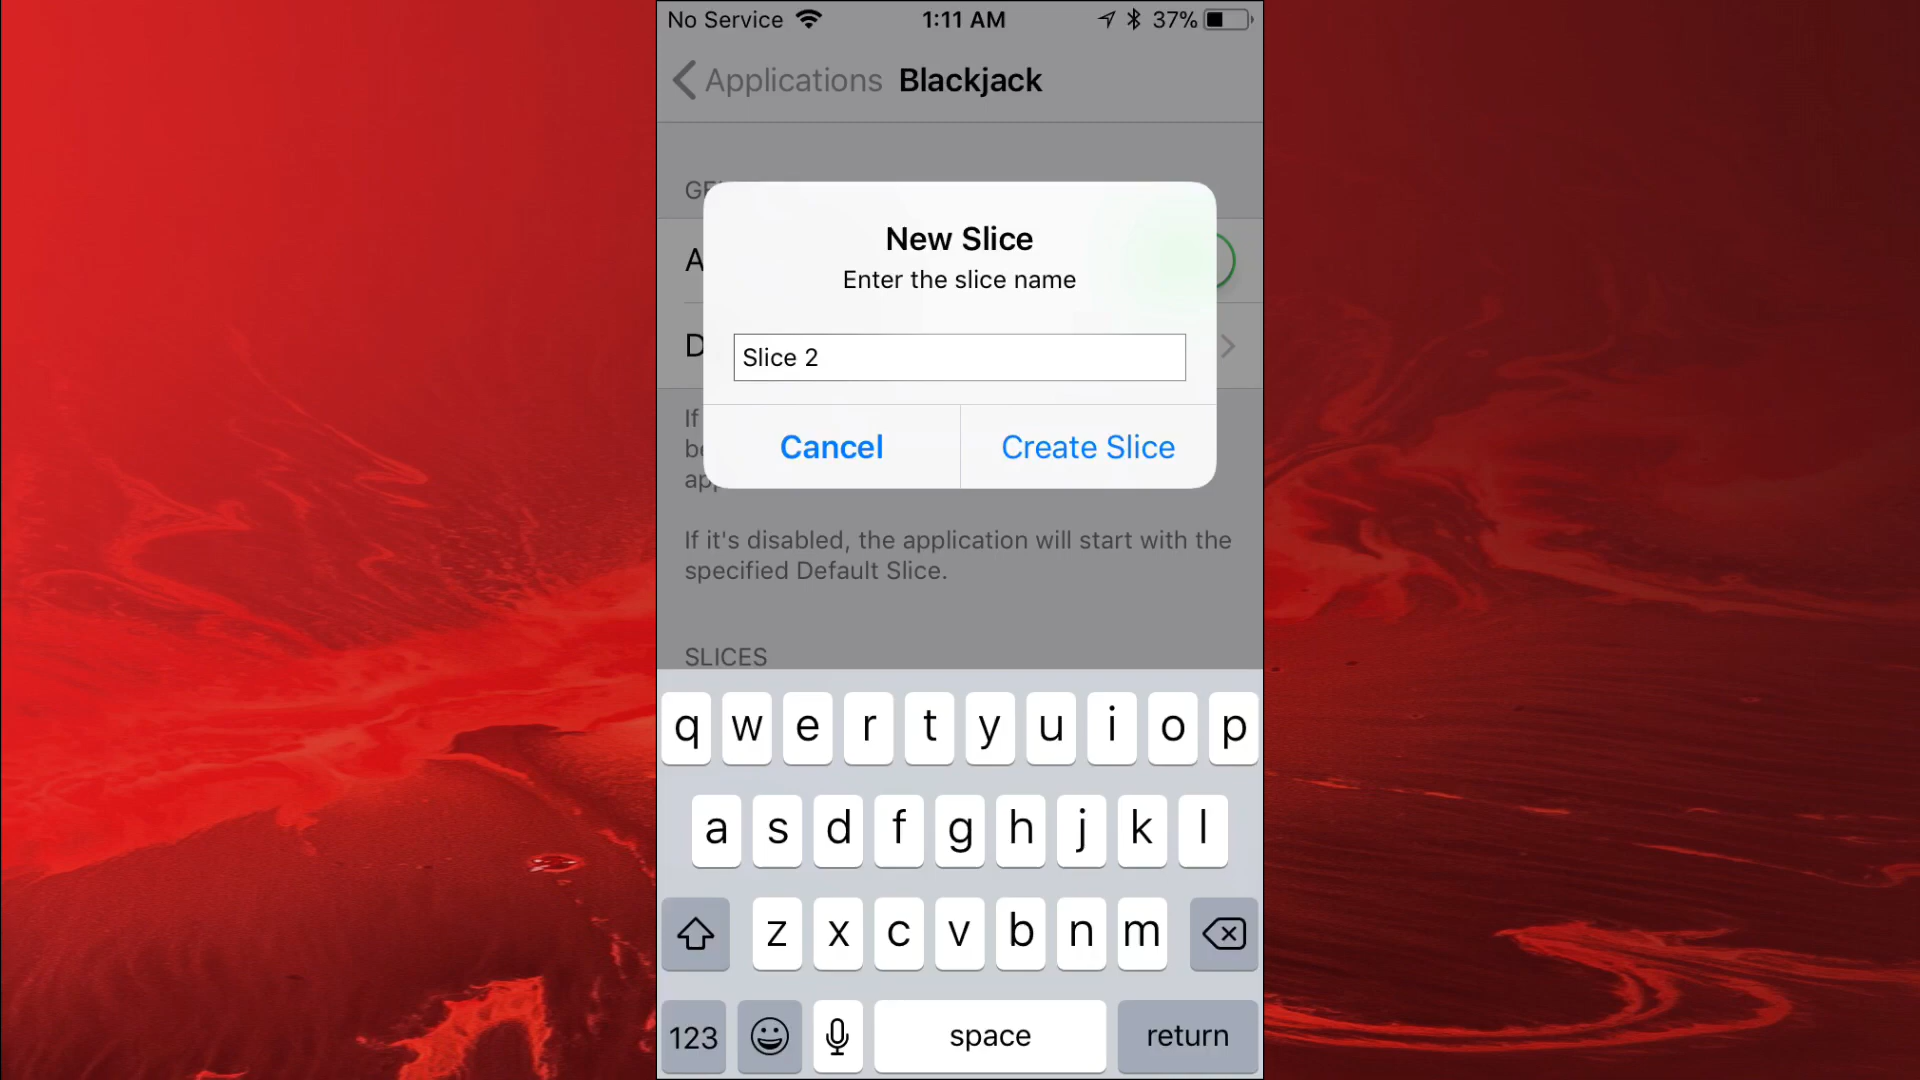 No Service 1:11 AM 37%
Applications Blackjack
New Slice
Enter the slice name
Slice 2
Cancel Create Slice
If it's disabled, the application will start with the
specified Default Slice.
SLICES
q w e r t y u i o p
a s d f g h j k l
z x c v b n m
123 space return